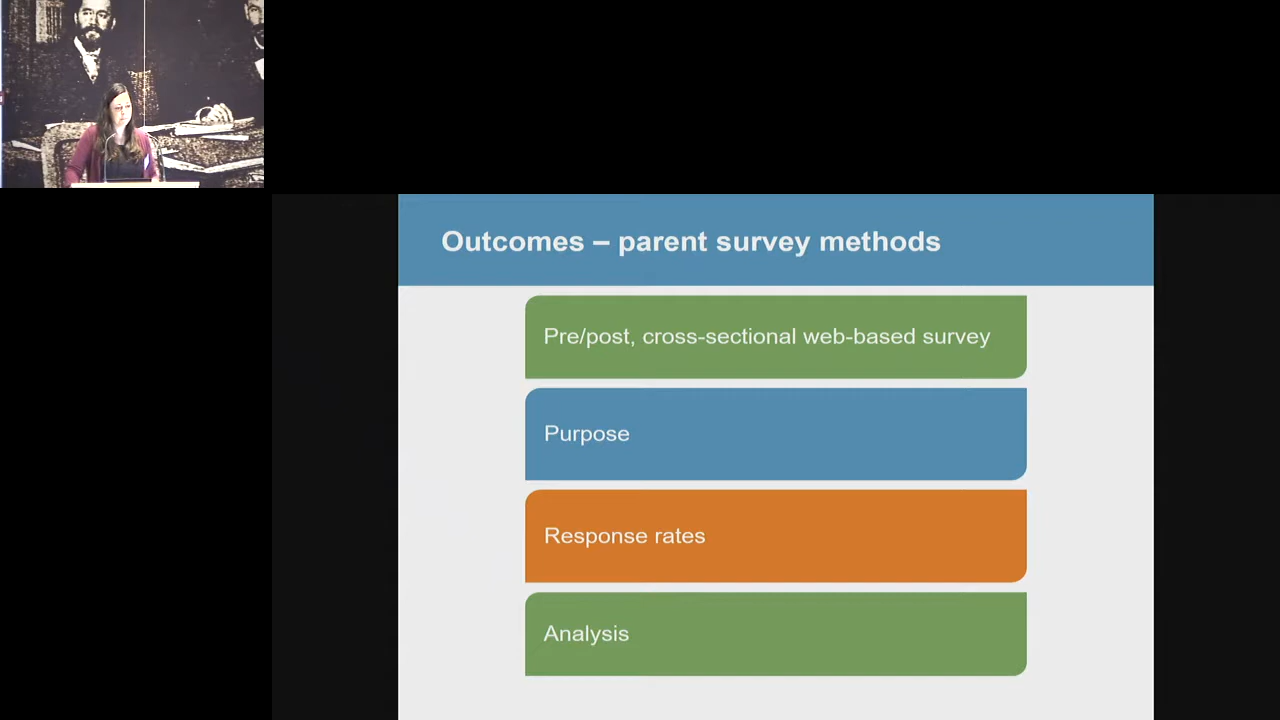 Outcomes – parent survey methods
Pre/post, cross-sectional web-based survey
Purpose
Response rates
Analysis